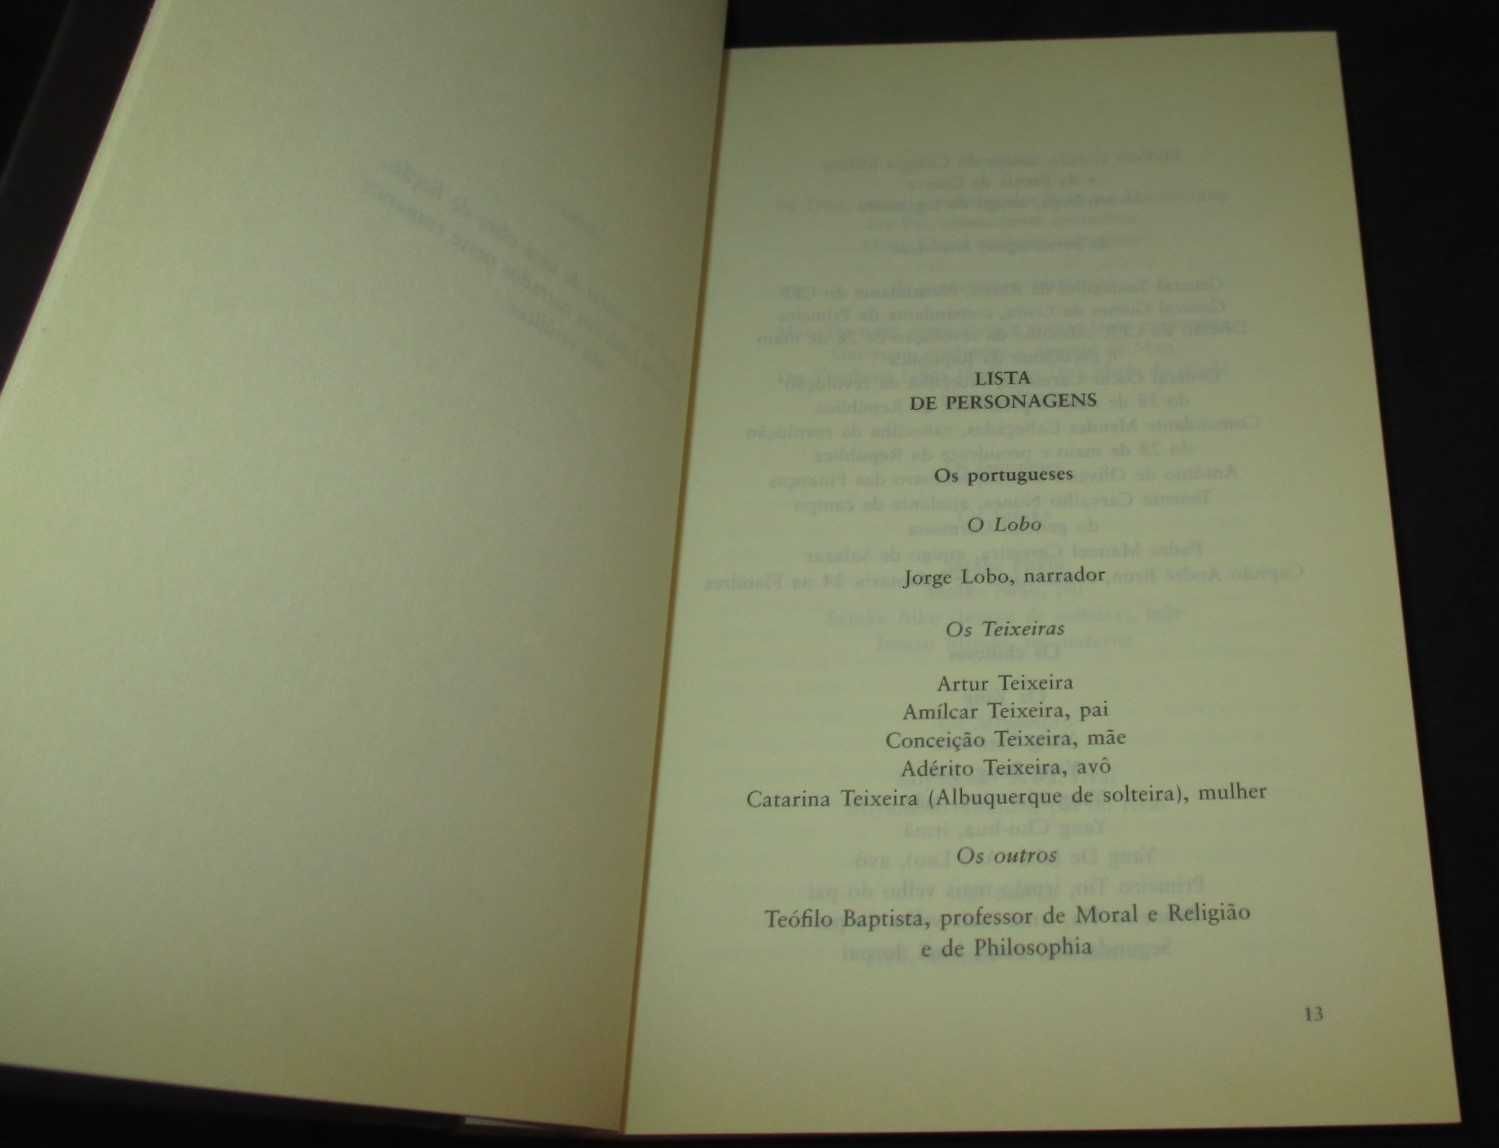 LISTA
DE PERSONAGENS
Os portugueses
O Lobo
Jorge Lobo, narrador
Os Teixeiras
Artur Teixeira
Amílcar Teixeira, pai
Conceição Teixeira, mãe
Adérito Teixeira, avô
Catarina Teixeira (Albuquerque de solteira), mulher
Os outros
Teófilo Baptista, professor de Moral e Religião
e de Philosophia
13